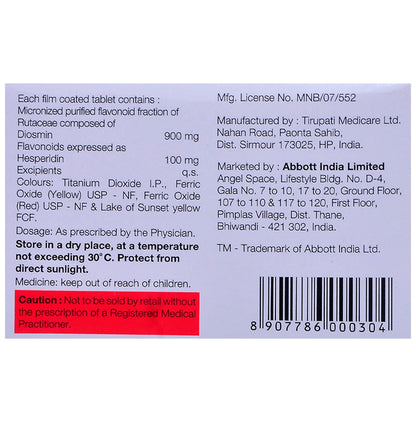 Each film coated tablet contains :
Micronized purified flavonoid fraction of
Rutaceae composed of
Diosmin 900 mg
Flavonoids expressed as
Hesperidin 100 mg
Excipients q.s.
Colours: Titanium Dioxide I.P., Ferric
Oxide (Yellow) USP - NF, Ferric Oxide
(Red) USP - NF & Lake of Sunset yellow
FCF.
Dosage: As prescribed by the Physician.
Store in a dry place, at a temperature
not exceeding 30°C. Protect from
direct sunlight.
Medicine: keep out of reach of children.
Caution : Not to be sold by retail without
the prescription of a Registered Medical
Practitioner.
Mfg. License No. MNB/07/552
Manufactured by : Tirupati Medicare Ltd.
Nahan Road, Paonta Sahib,
Dist. Sirmour 173025, HP, India.
Marketed by : Abbott India Limited
Angel Space, Lifestyle Bldg. No. D-4,
Gala No. 7 to 10, 17 to 20, Ground Floor,
107 to 110 & 117 to 120, First Floor,
Pimplas Village, Dist. Thane,
Bhiwandi - 421 302, India.
TM - Trademark of Abbott India Ltd.
8 907786 000304